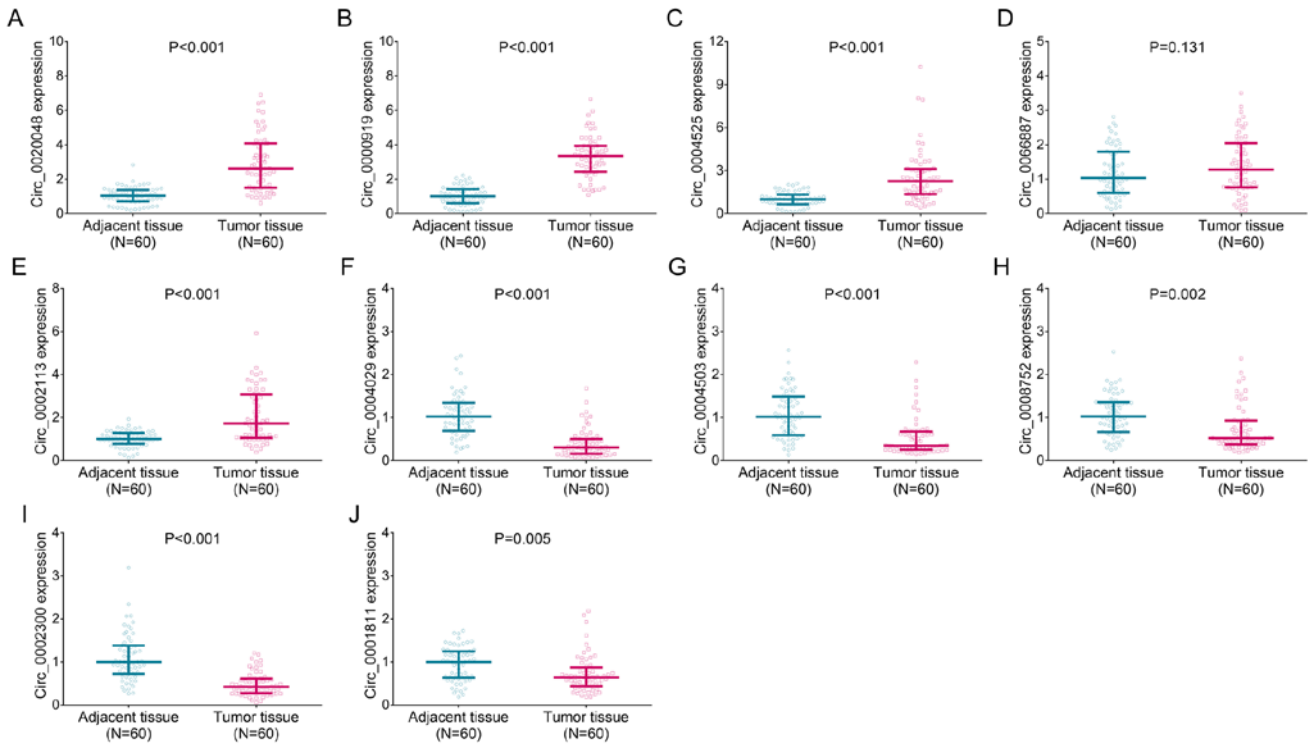 A
Circ_0020048 expression
P<0.001
10
8
6
4
2
0
Adjacent tissue
(N=60)
Tumor tissue
(N=60)
B
Circ_0000919 expression
P<0.001
10
8
6
4
2
0
Adjacent tissue
(N=60)
Tumor tissue
(N=60)
C
Circ_0004525 expression
P<0.001
12
9
6
3
0
Adjacent tissue
(N=60)
Tumor tissue
(N=60)
D
Circ_0066887 expression
P=0.131
5
4
3
2
1
0
Adjacent tissue
(N=60)
Tumor tissue
(N=60)
E
Circ_0002113 expression
P<0.001
8
6
4
2
0
Adjacent tissue
(N=60)
Tumor tissue
(N=60)
F
Circ_0004029 expression
P<0.001
4
3
2
1
0
Adjacent tissue
(N=60)
Tumor tissue
(N=60)
G
Circ_0004503 expression
P<0.001
4
3
2
1
0
Adjacent tissue
(N=60)
Tumor tissue
(N=60)
H
Circ_0008752 expression
P=0.002
4
3
2
1
0
Adjacent tissue
(N=60)
Tumor tissue
(N=60)
I
Circ_0002300 expression
P<0.001
4
3
2
1
0
Adjacent tissue
(N=60)
Tumor tissue
(N=60)
J
Circ_0001811 expression
P=0.005
4
3
2
1
0
Adjacent tissue
(N=60)
Tumor tissue
(N=60)